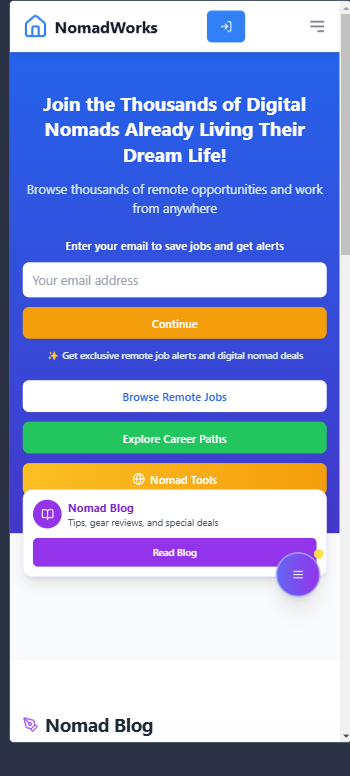 NomadWorks
Join the Thousands of Digital
Nomads Already Living Their
Dream Life!
Browse thousands of remote opportunities and work
from anywhere
Enter your email to save jobs and get alerts
Your email address
Continue
✨ Get exclusive remote job alerts and digital nomad deals
Browse Remote Jobs
Explore Career Paths
Nomad Tools
Nomad Blog
Tips, gear reviews, and special deals
Read Blog
Nomad Blog